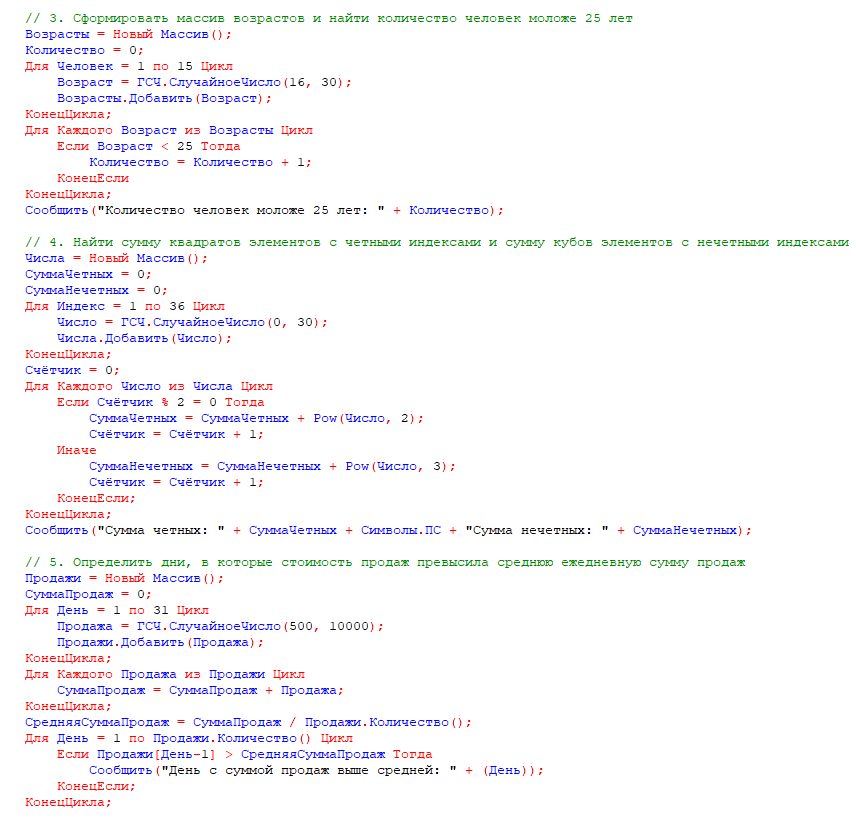 // 3. Сформировать массив возрастов и найти количество человек моложе 25 лет
Возрасты = Новый Массив();
Количество = 0;
Для Человек = 1 по 15 Цикл
    Возраст = ГСЧ.СлучайноеЧисло(16, 30);
    Возрасты.Добавить(Возраст);
КонецЦикла;
Для Каждого Возраст из Возрасты Цикл
    Если Возраст < 25 Тогда
        Количество = Количество + 1;
    КонецЕсли
КонецЦикла;
Сообщить("Количество человек моложе 25 лет: " + Количество);
// 4. Найти сумму квадратов элементов с четными индексами и сумму кубов элементов с нечетными индексами
Числа = Новый Массив();
СуммаЧетных = 0;
СуммаНечетных = 0;
Для Индекс = 1 по 36 Цикл
    Число = ГСЧ.СлучайноеЧисло(0, 30);
    Числа.Добавить(Число);
КонецЦикла;
Счётчик = 0;
Для Каждого Число из Числа Цикл
    Если Счётчик % 2 = 0 Тогда
        СуммаЧетных = СуммаЧетных + Pow(Число, 2);
        Счётчик = Счётчик + 1;
    Иначе
        СуммаНечетных = СуммаНечетных + Pow(Число, 3);
        Счётчик = Счётчик + 1;
    КонецЕсли;
КонецЦикла;
Сообщить("Сумма четных: " + СуммаЧетных + Символы.ПС + "Сумма нечетных: " + СуммаНечетных);
// 5. Определить дни, в которые стоимость продаж превысила среднюю ежедневную сумму продаж
Продажи = Новый Массив();
СуммаПродаж = 0;
Для День = 1 по 31 Цикл
    Продажа = ГСЧ.СлучайноеЧисло(500, 10000);
    Продажи.Добавить(Продажа);
КонецЦикла;
Для Каждого Продажа из Продажи Цикл
    СуммаПродаж = СуммаПродаж + Продажа;
КонецЦикла;
СредняяСуммаПродаж = СуммаПродаж / Продажи.Количество();
Для День = 1 по Продажи.Количество() Цикл
    Если Продажи[День-1] > СредняяСуммаПродаж Тогда
        Сообщить("День с суммой продаж выше средней: " + (День));
    КонецЕсли;
КонецЦикла;